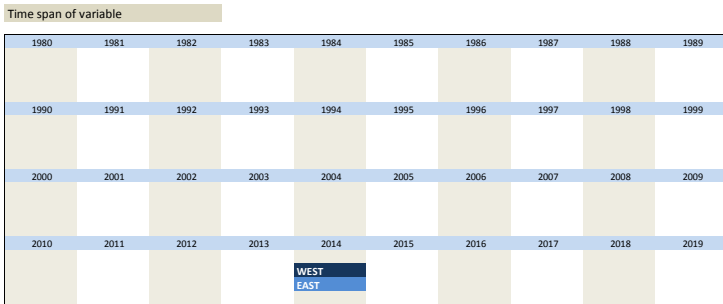 Time span of variable
1980 1981 1982 1983 1984 1985 1986 1987 1988 1989
1990 1991 1992 1993 1994 1995 1996 1997 1998 1999
2000 2001 2002 2003 2004 2005 2006 2007 2008 2009
2010 2011 2012 2013 2014 2015 2016 2017 2018 2019
WEST
EAST